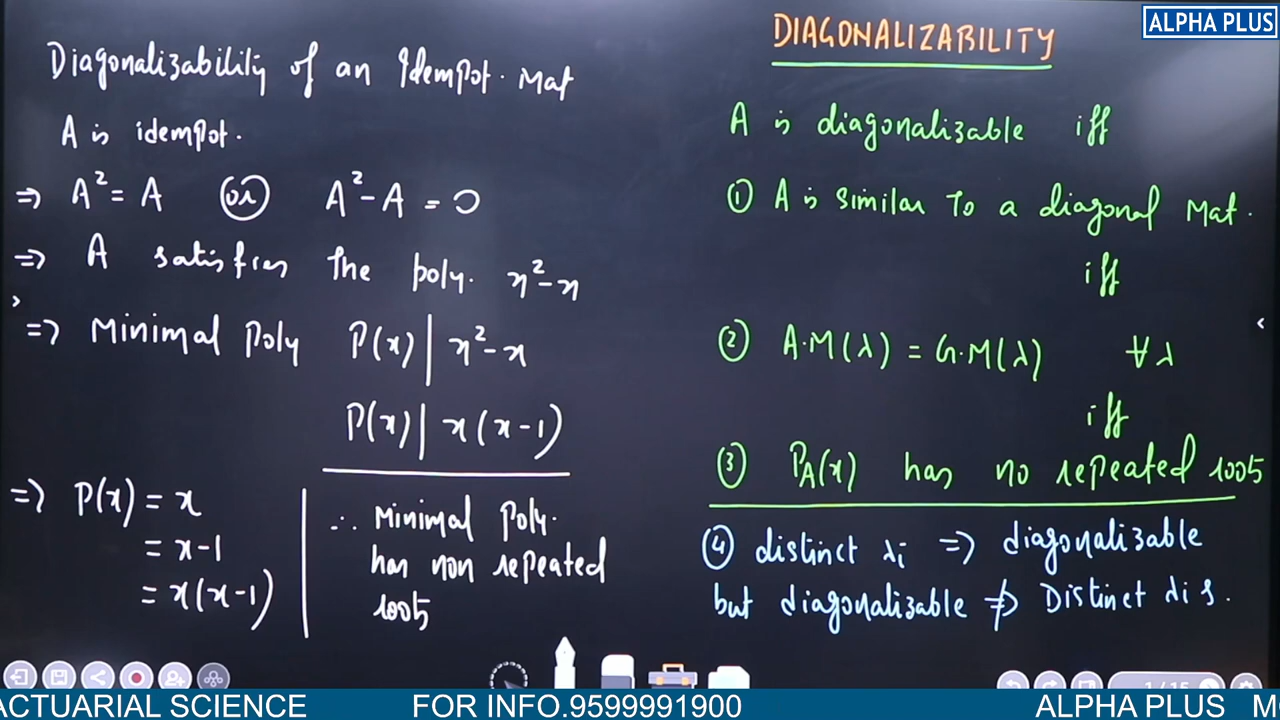 ALPHA PLUS
Diagonalizability of an Idempot. Mat
A is idempot.
⇒ A² = A (or) A² - A = 0
⇒ A satisfies the poly. x² - x
⇒ Minimal Poly P(x) | x² - x
P(x) | x(x-1)
⇒ P(x) = x
= x-1
= x(x-1)
∴ Minimal Poly.
has non repeated
roots
DIAGONALIZABILITY
A is diagonalizable iff
① A is similar to a diagonal Mat.
iff
② A.M(λ) = G.M(λ) ∀ λ
iff
③ P_A(x) has no repeated roots
④ distinct λi ⇒ diagonalizable
but diagonalizable ⇏ Distinct λi s.
1/15
ACTUARIAL SCIENCE FOR INFO.9599991900 ALPHA PLUS M